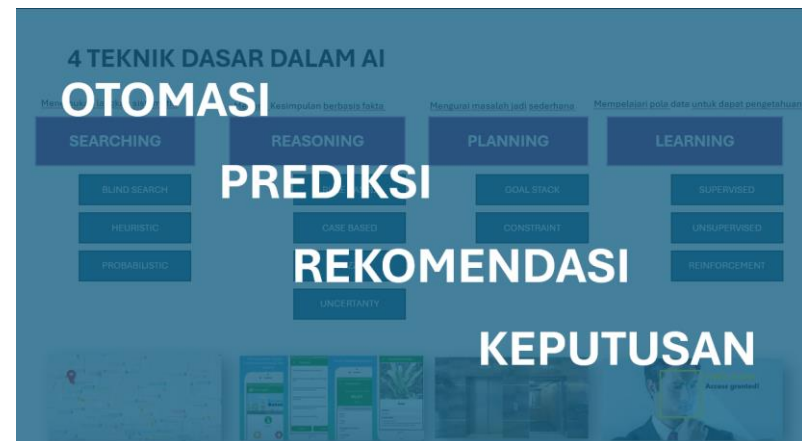 4 TEKNIK DASAR DALAM AI
OTOMASI
Kesimpulan berbasis fakta
Mengurai masalah jadi sederhana
Mempelajari pola data untuk dapat pengetahuan
SEARCHING
REASONING
PLANNING
LEARNING
PREDIKSI
BLIND SEARCH
GOAL STACK
SUPERVISED
HEURISTIC
CASE BASED
CONSTRAINT
UNSUPERVISED
REKOMENDASI
PROBABILISTIC
REINFORCEMENT
UNCERTANTY
KEPUTUSAN
Access granted!